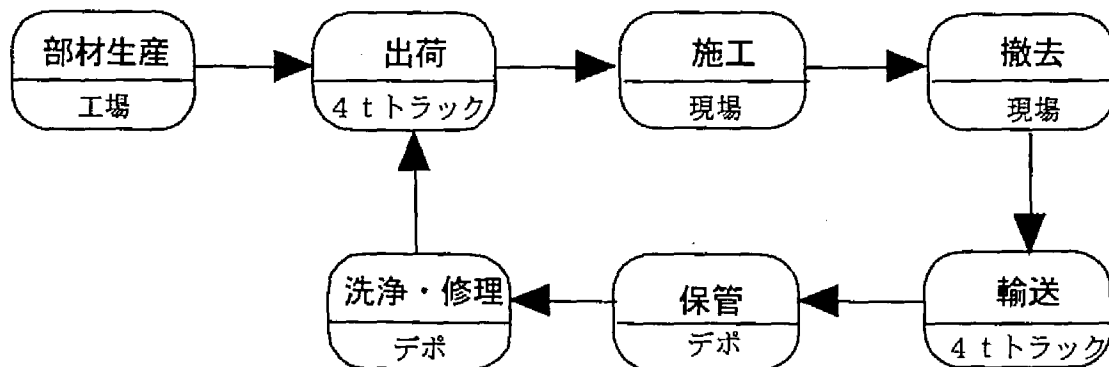 部材生産
工場
出荷
4tトラック
施工
現場
撤去
現場
洗浄・修理
デポ
保管
デポ
輸送
4tトラック